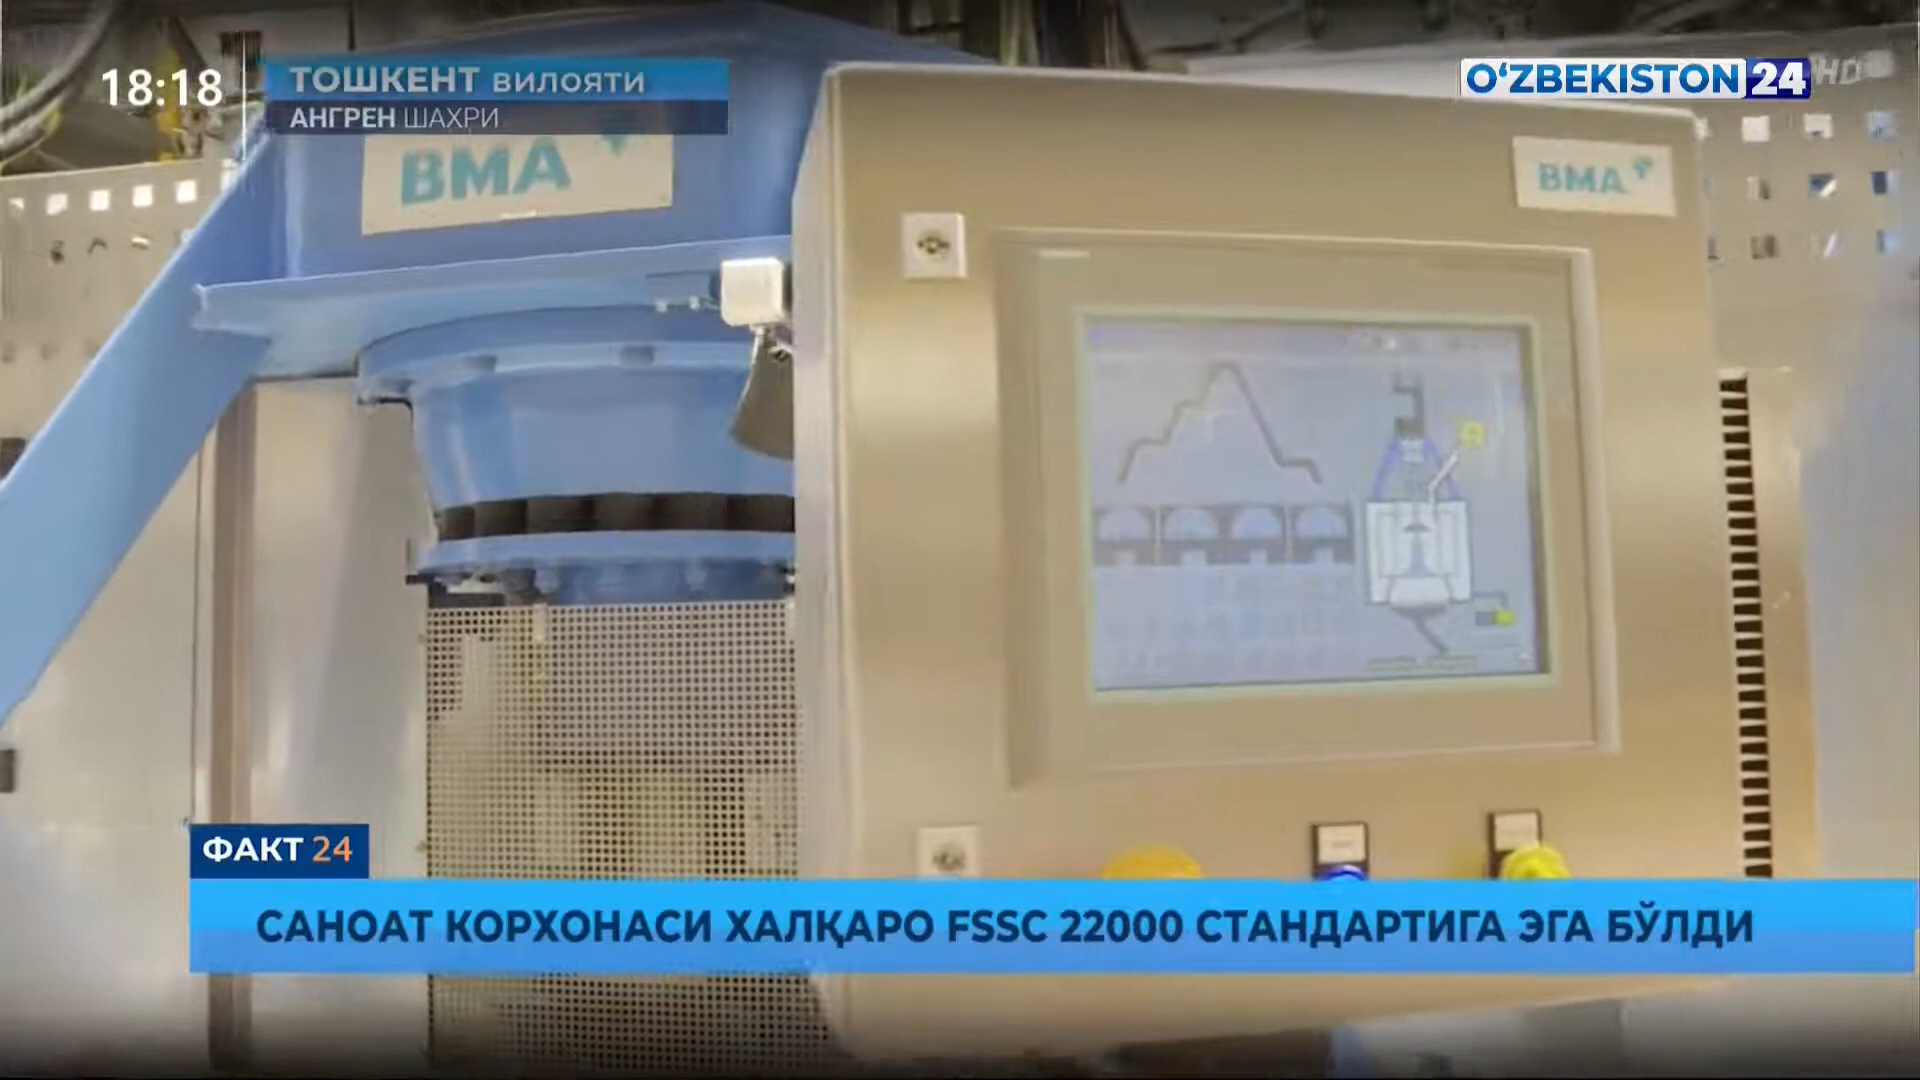 18:18
ТОШКЕНТ ВИЛОЯТИ
АНГРЕН ШАҲРИ
O‘ZBEKISTON 24
HD
BMA
BMA
ФАКТ 24
САНОАТ КОРХОНАСИ ХАЛҚАРО FSSC 22000 СТАНДАРТИГА ЭГА БЎЛДИ